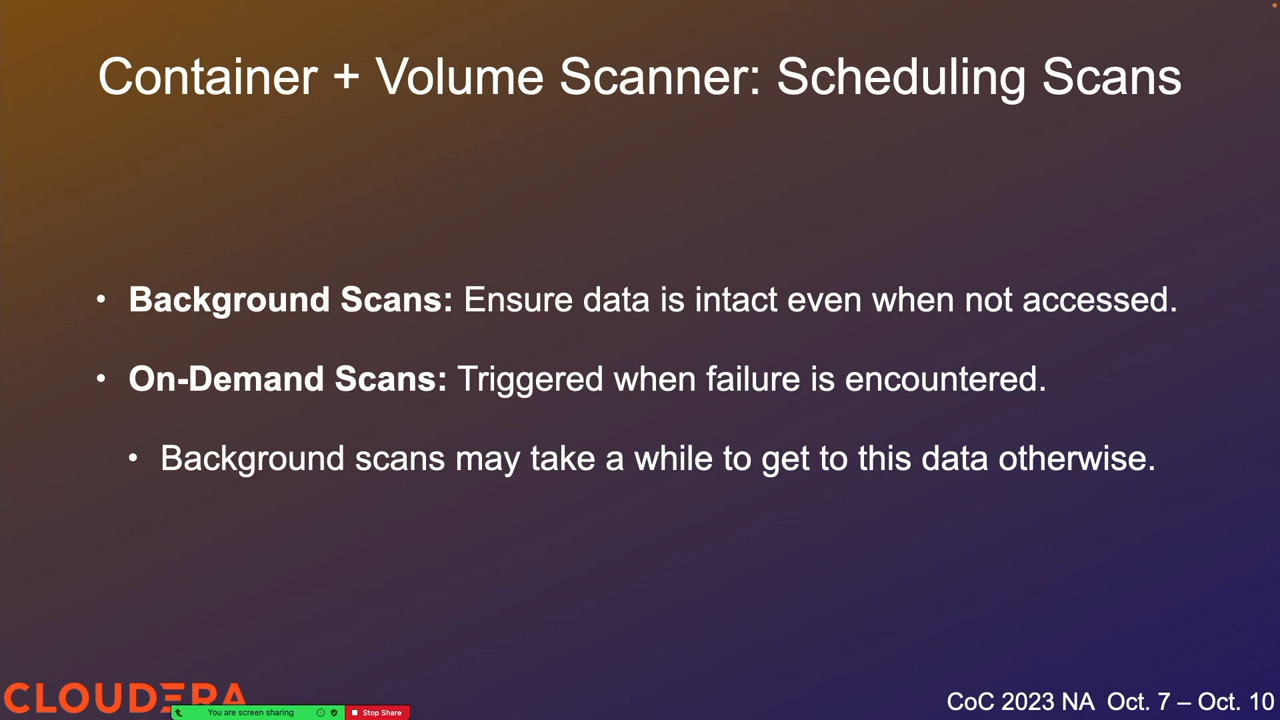 Container + Volume Scanner: Scheduling Scans
• Background Scans: Ensure data is intact even when not accessed.
• On-Demand Scans: Triggered when failure is encountered.
• Background scans may take a while to get to this data otherwise.
CLOUDERA
You are screen sharing
Stop Share
CoC 2023 NA Oct. 7 – Oct. 10